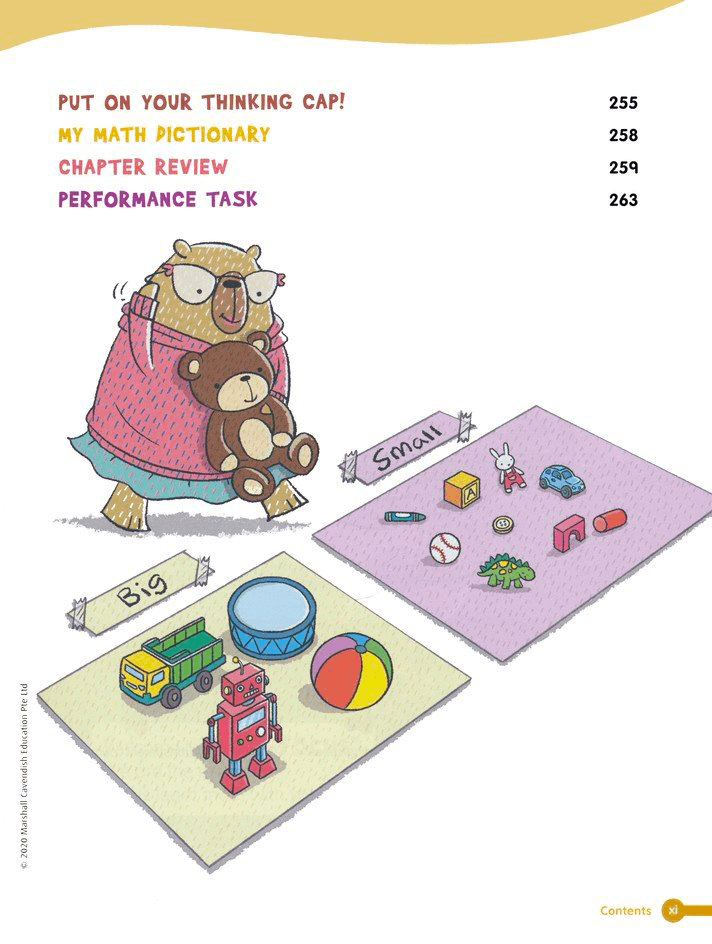 PUT ON YOUR THINKING CAP! 255
MY MATH DICTIONARY 258
CHAPTER REVIEW 259
PERFORMANCE TASK 263
Small
A
Big
© 2020 Marshall Cavendish Education Pte Ltd
Contents xi